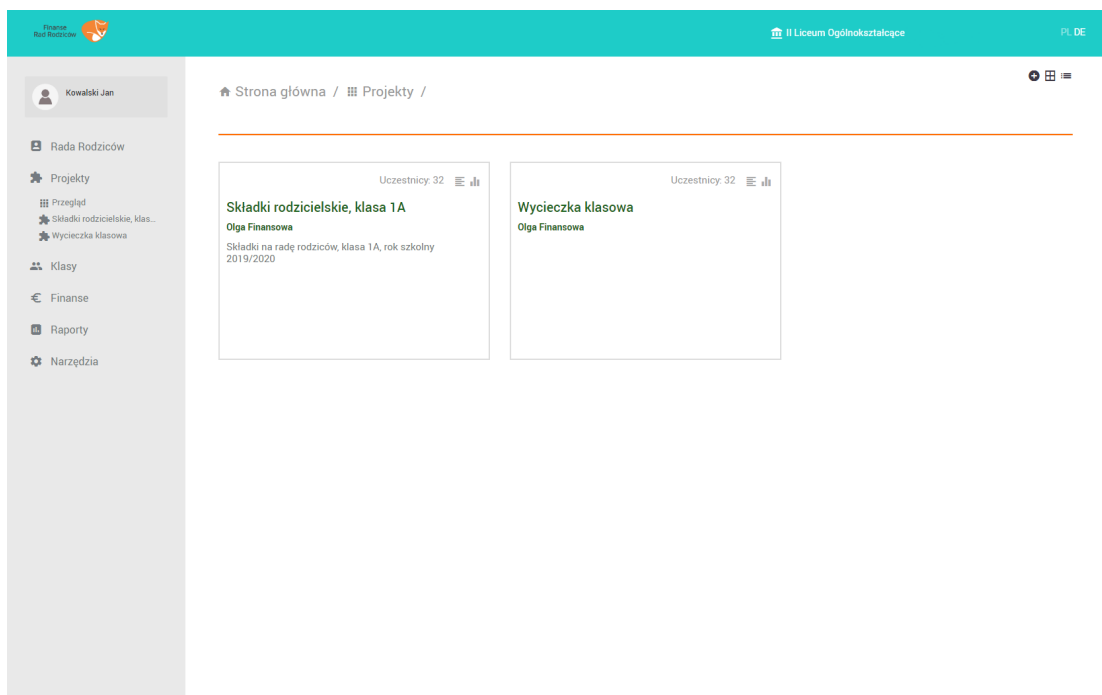 Finanse
Rad Rodziców
II Liceum Ogólnokształcące
PL DE
Kowalski Jan
Rada Rodziców
Projekty
Przegląd
Składki rodzicielskie, klas...
Wycieczka klasowa
Klasy
Finanse
Raporty
Narzędzia
Strona główna / Projekty /
Uczestnicy: 32
Składki rodzicielskie, klasa 1A
Olga Finansowa
Składki na radę rodziców, klasa 1A, rok szkolny
2019/2020
Uczestnicy: 32
Wycieczka klasowa
Olga Finansowa